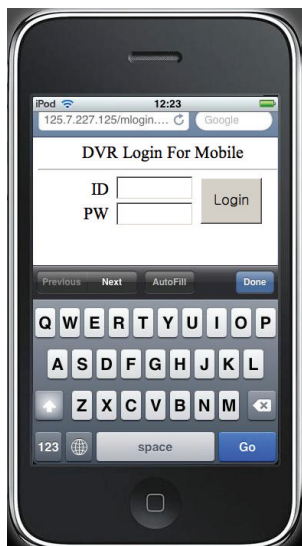 iPod 12:23
125.7.227.125/mlogin.... Google
DVR Login For Mobile
ID
PW
Login
Previous Next AutoFill Done
Q W E R T Y U I O P
A S D F G H J K L
Z X C V B N M
123 space Go